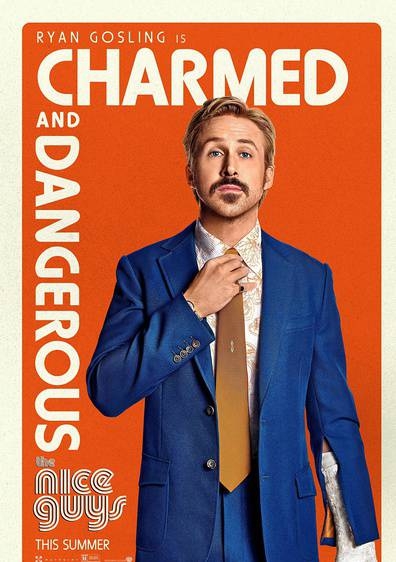 RYAN GOSLING IS
CHARMED
AND
DANGEROUS
the
nice
guys
THIS SUMMER